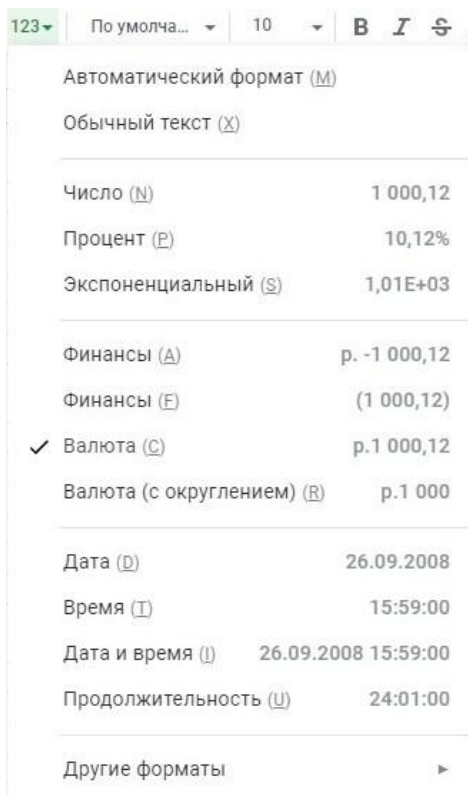 123 По умолча... 10 B I S
Автоматический формат (M)
Обычный текст (X)
Число (N) 1 000,12
Процент (P) 10,12%
Экспоненциальный (S) 1,01E+03
Финансы (A) р. -1 000,12
Финансы (F) (1 000,12)
Валюта (C) р.1 000,12
Валюта (с округлением) (R) р.1 000
Дата (D) 26.09.2008
Время (T) 15:59:00
Дата и время (I) 26.09.2008 15:59:00
Продолжительность (U) 24:01:00
Другие форматы